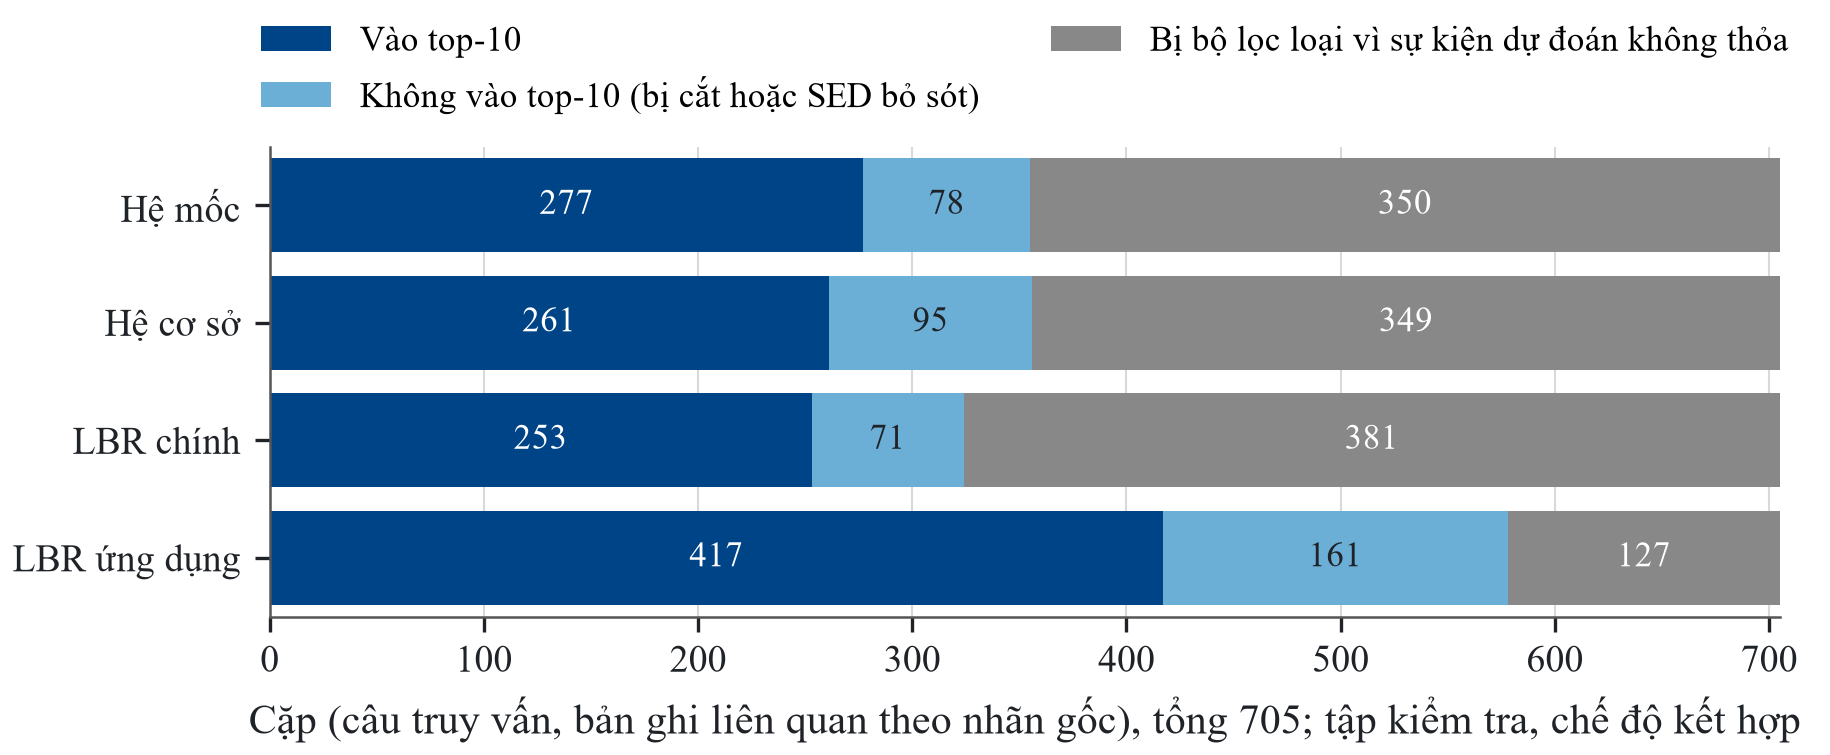 Vào top-10
Không vào top-10 (bị cắt hoặc SED bỏ sót)
Bị bộ lọc loại vì sự kiện dự đoán không thỏa
Hệ mốc
277
78
350
Hệ cơ sở
261
95
349
LBR chính
253
71
381
LBR ứng dụng
417
161
127
0 100 200 300 400 500 600 700
Cặp (câu truy vấn, bản ghi liên quan theo nhãn gốc), tổng 705; tập kiểm tra, chế độ kết hợp